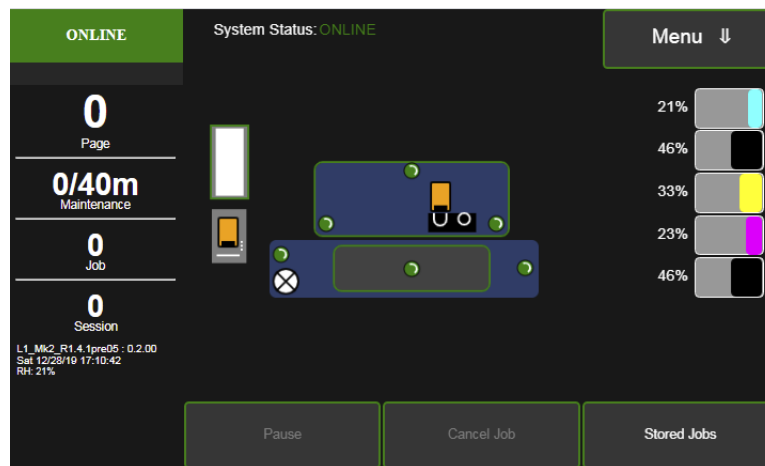 ONLINE
System Status: ONLINE
Menu ⇓
0
Page
0/40m
Maintenance
0
Job
0
Session
L1_Mk2_R1.4.1pre05 : 0.2.00
Sat 12/28/19 17:10:42
RH: 21%
21%
46%
33%
23%
46%
Pause
Cancel Job
Stored Jobs